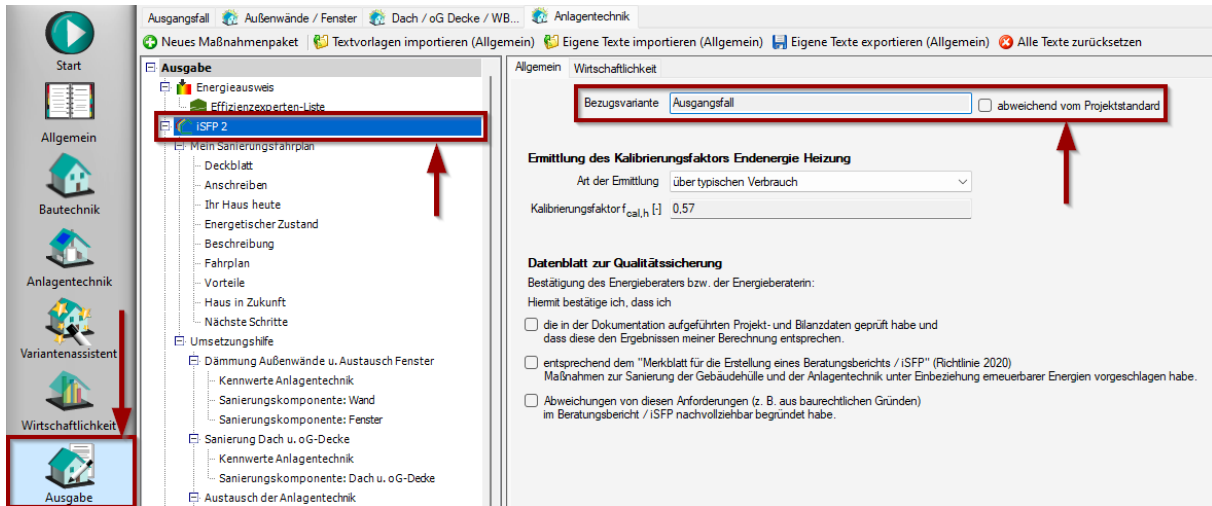 Ausgangsfall Außenwände / Fenster Dach / oG Decke / WB... Anlagentechnik
Neues Maßnahmenpaket Textvorlagen importieren (Allgemein) Eigene Texte importieren (Allgemein) Eigene Texte exportieren (Allgemein) Alle Texte zurücksetzen
Start
Allgemein
Bautechnik
Anlagentechnik
Variantenassistent
Wirtschaftlichkeit
Ausgabe
Ausgabe
Energieausweis
Effizienzexperten-Liste
iSFP 2
Mein Sanierungsfahrplan
Deckblatt
Anschreiben
Ihr Haus heute
Energetischer Zustand
Beschreibung
Fahrplan
Vorteile
Haus in Zukunft
Nächste Schritte
Umsetzungshilfe
Dämmung Außenwände u. Austausch Fenster
Kennwerte Anlagentechnik
Sanierungskomponente: Wand
Sanierungskomponente: Fenster
Sanierung Dach u. oG-Decke
Kennwerte Anlagentechnik
Sanierungskomponente: Dach u. oG-Decke
Austausch der Anlagentechnik
Allgemein Wirtschaftlichkeit
Bezugsvariante Ausgangsfall abweichend vom Projektstandard
Ermittlung des Kalibrierungsfaktors Endenergie Heizung
Art der Ermittlung über typischen Verbrauch
Kalibrierungsfaktor f cal,h [-] 0,57
Datenblatt zur Qualitätssicherung
Bestätigung des Energieberaters bzw. der Energieberaterin:
Hiermit bestätige ich, dass ich
die in der Dokumentation aufgeführten Projekt- und Bilanzdaten geprüft habe und
dass diese den Ergebnissen meiner Berechnung entsprechen.
entsprechend dem "Merkblatt für die Erstellung eines Beratungsberichts / iSFP" (Richtlinie 2020)
Maßnahmen zur Sanierung der Gebäudehülle und der Anlagentechnik unter Einbeziehung erneuerbarer Energien vorgeschlagen habe.
Abweichungen von diesen Anforderungen (z. B. aus baurechtlichen Gründen)
im Beratungsbericht / iSFP nachvollziehbar begründet habe.